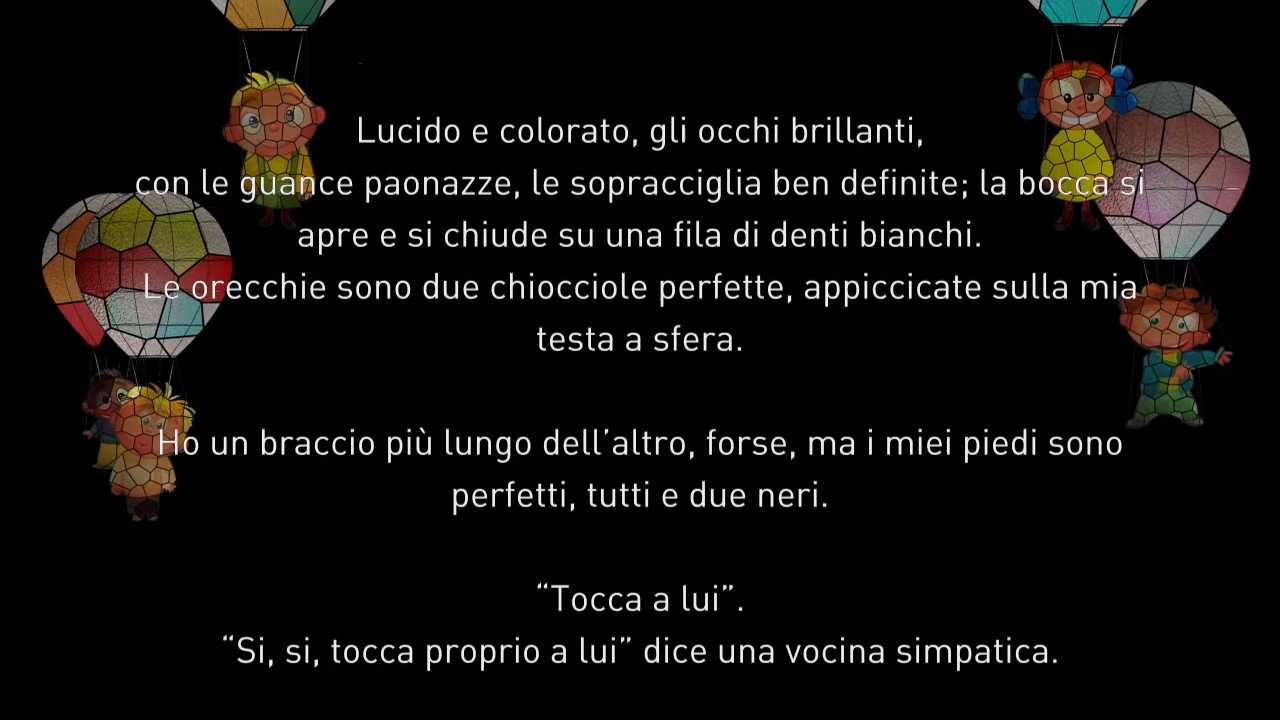 Lucido e colorato, gli occhi brillanti,
con le guance paonazze, le sopracciglia ben definite; la bocca si
apre e si chiude su una fila di denti bianchi.
Le orecchie sono due chiocciole perfette, appiccicate sulla mia
testa a sfera.
Ho un braccio più lungo dell’altro, forse, ma i miei piedi sono
perfetti, tutti e due neri.
“Tocca a lui”.
“Si, si, tocca proprio a lui” dice una vocina simpatica.